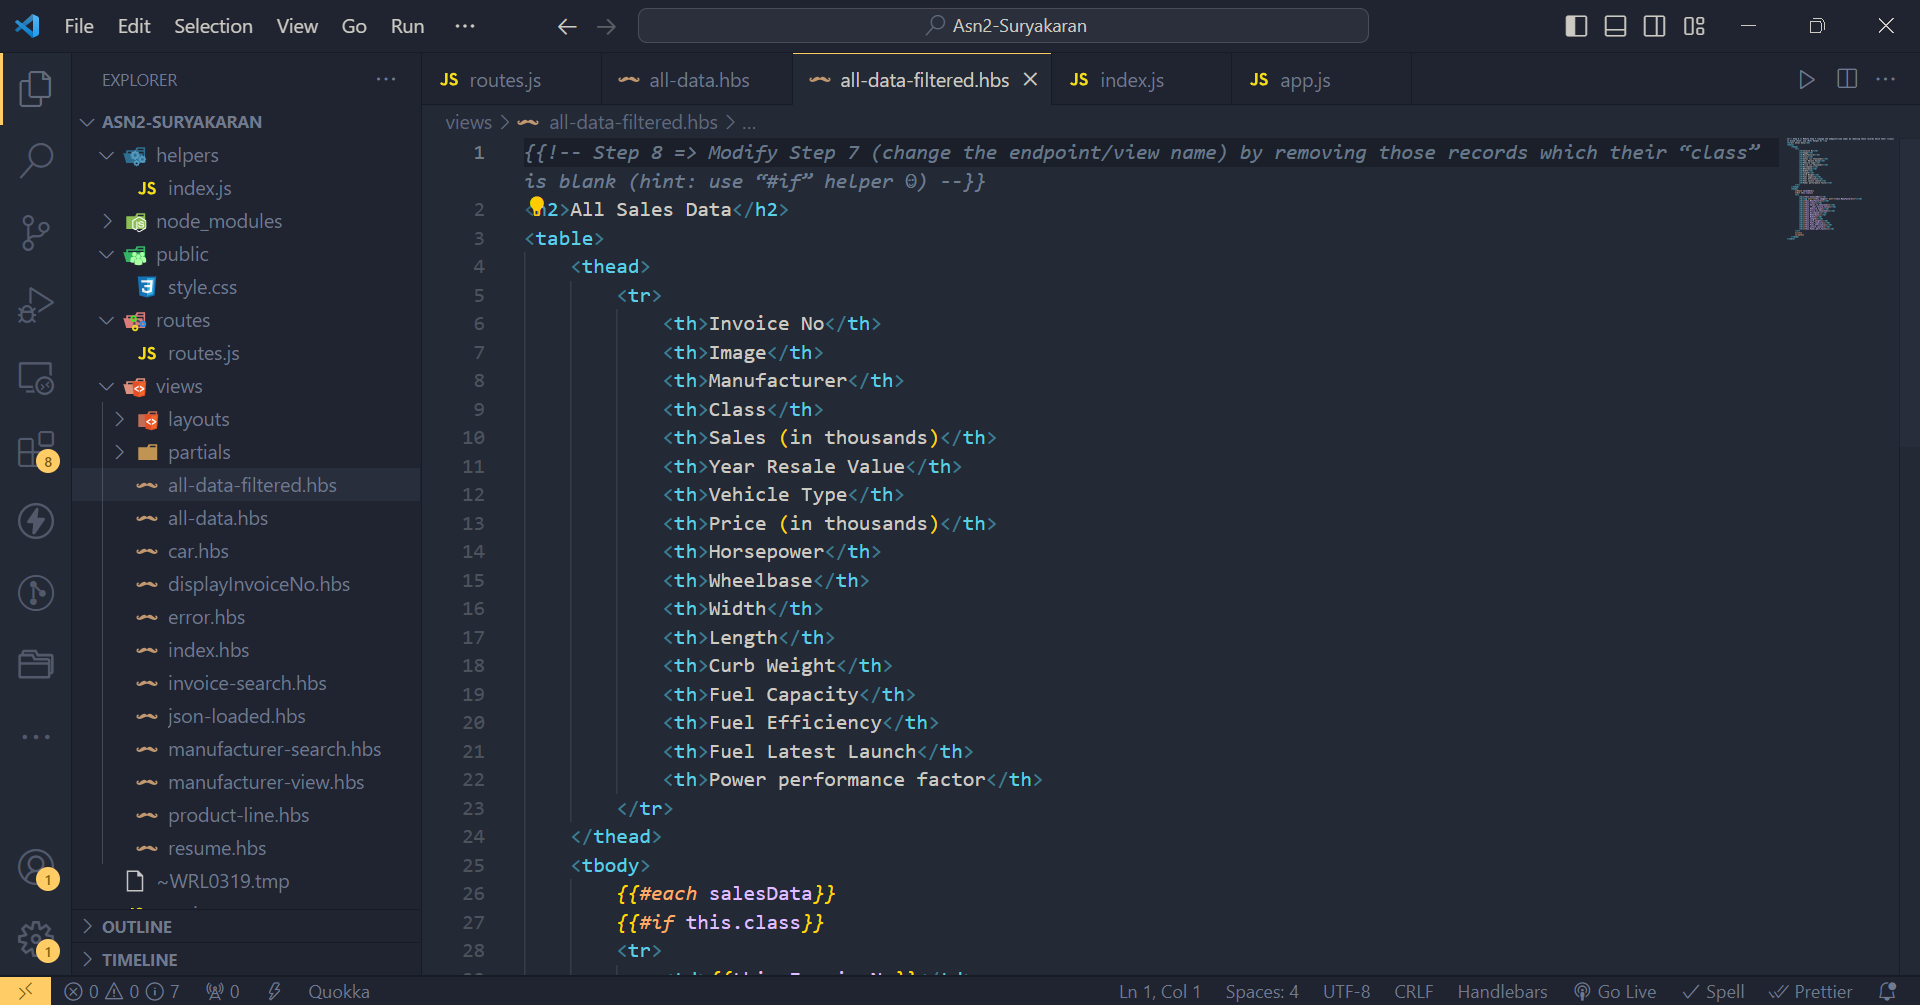 File Edit Selection View Go Run ···
Asn2-Suryakaran
EXPLORER ···
ASN2-SURYAKARAN
helpers
JS index.js
node_modules
public
style.css
routes
JS routes.js
views
layouts
partials
all-data-filtered.hbs
all-data.hbs
car.hbs
displayInvoiceNo.hbs
error.hbs
index.hbs
invoice-search.hbs
json-loaded.hbs
manufacturer-search.hbs
manufacturer-view.hbs
product-line.hbs
resume.hbs
~WRL0319.tmp
OUTLINE
TIMELINE
8
1
1
JS routes.js all-data.hbs all-data-filtered.hbs JS index.js JS app.js
views > all-data-filtered.hbs > ...
1 {{!-- Step 8 => Modify Step 7 (change the endpoint/view name) by removing those records which their “class”
is blank (hint: use “#if” helper ) --}}
2 <h2>All Sales Data</h2>
3 <table>
4 <thead>
5 <tr>
6 <th>Invoice No</th>
7 <th>Image</th>
8 <th>Manufacturer</th>
9 <th>Class</th>
10 <th>Sales (in thousands)</th>
11 <th>Year Resale Value</th>
12 <th>Vehicle Type</th>
13 <th>Price (in thousands)</th>
14 <th>Horsepower</th>
15 <th>Wheelbase</th>
16 <th>Width</th>
17 <th>Length</th>
18 <th>Curb Weight</th>
19 <th>Fuel Capacity</th>
20 <th>Fuel Efficiency</th>
21 <th>Fuel Latest Launch</th>
22 <th>Power performance factor</th>
23 </tr>
24 </thead>
25 <tbody>
26 {{#each salesData}}
27 {{#if this.class}}
28 <tr>
0 0 7 0 Quokka Ln 1, Col 1 Spaces: 4 UTF-8 CRLF Handlebars Go Live Spell Prettier